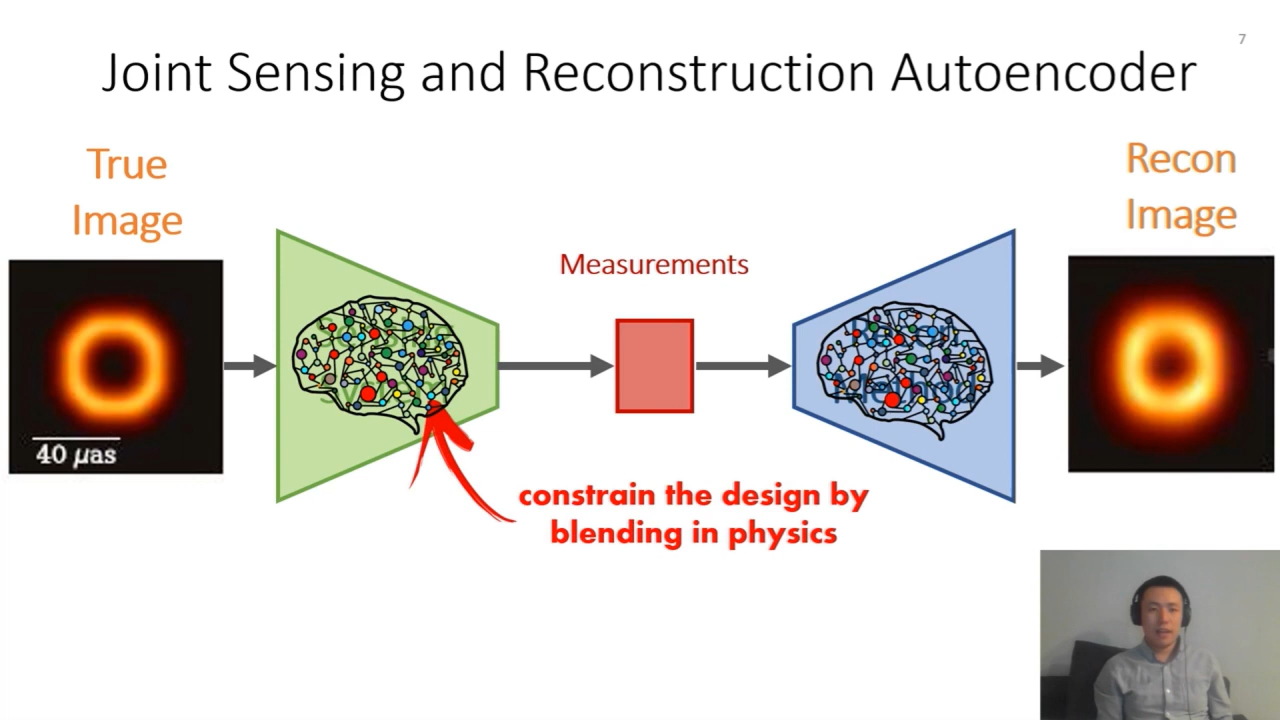 7
Joint Sensing and Reconstruction Autoencoder
True
Image
Recon
Image
Measurements
40 μas
constrain the design by
blending in physics